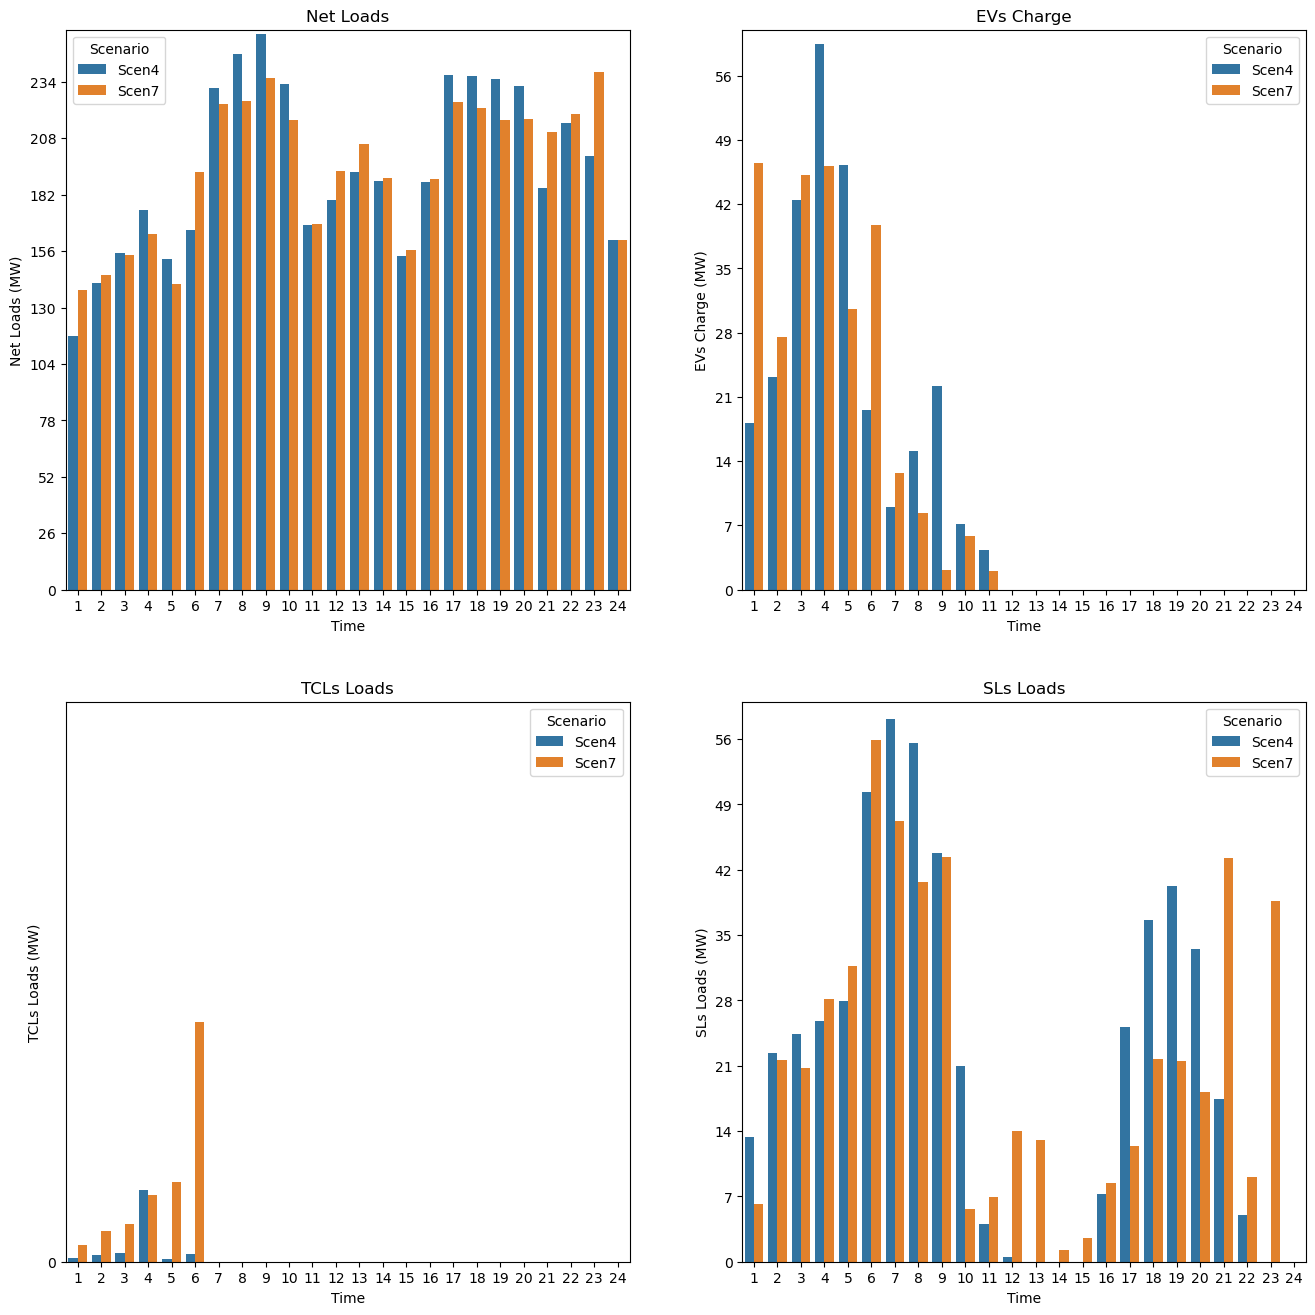 Net Loads
Scenario
Scen4
Scen7
Net Loads (MW)
234
208
182
156
130
104
78
52
26
0
1 2 3 4 5 6 7 8 9 10 11 12 13 14 15 16 17 18 19 20 21 22 23 24
Time
EVs Charge
Scenario
Scen4
Scen7
EVs Charge (MW)
56
49
42
35
28
21
14
7
0
1 2 3 4 5 6 7 8 9 10 11 12 13 14 15 16 17 18 19 20 21 22 23 24
Time
TCLs Loads
Scenario
Scen4
Scen7
TCLs Loads (MW)
0
1 2 3 4 5 6 7 8 9 10 11 12 13 14 15 16 17 18 19 20 21 22 23 24
Time
SLs Loads
Scenario
Scen4
Scen7
SLs Loads (MW)
56
49
42
35
28
21
14
7
0
1 2 3 4 5 6 7 8 9 10 11 12 13 14 15 16 17 18 19 20 21 22 23 24
Time